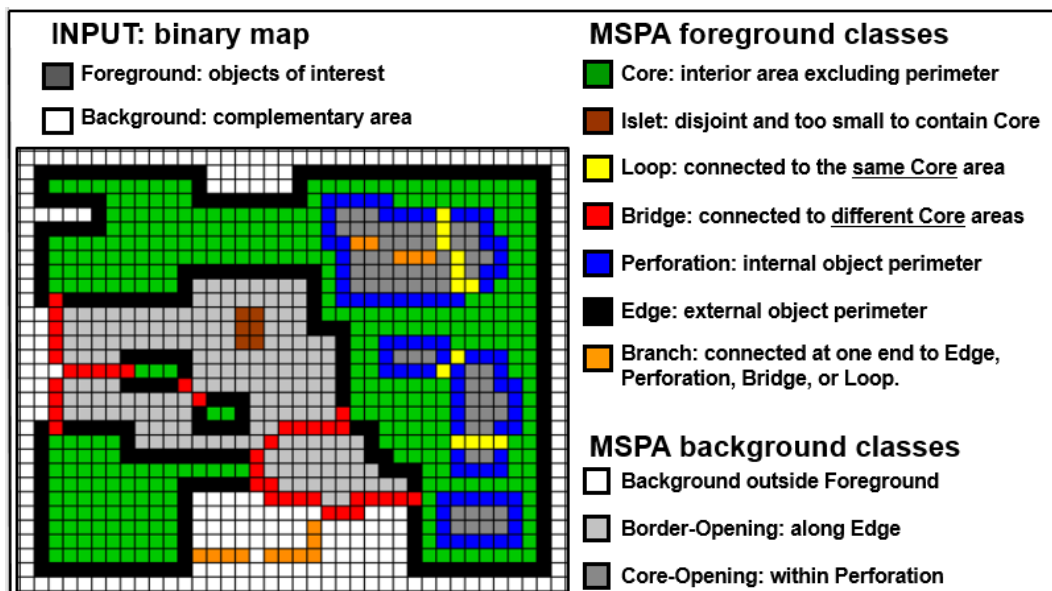 INPUT: binary map
Foreground: objects of interest
Background: complementary area
MSPA foreground classes
Core: interior area excluding perimeter
Islet: disjoint and too small to contain Core
Loop: connected to the same Core area
Bridge: connected to different Core areas
Perforation: internal object perimeter
Edge: external object perimeter
Branch: connected at one end to Edge,
Perforation, Bridge, or Loop.
MSPA background classes
Background outside Foreground
Border-Opening: along Edge
Core-Opening: within Perforation